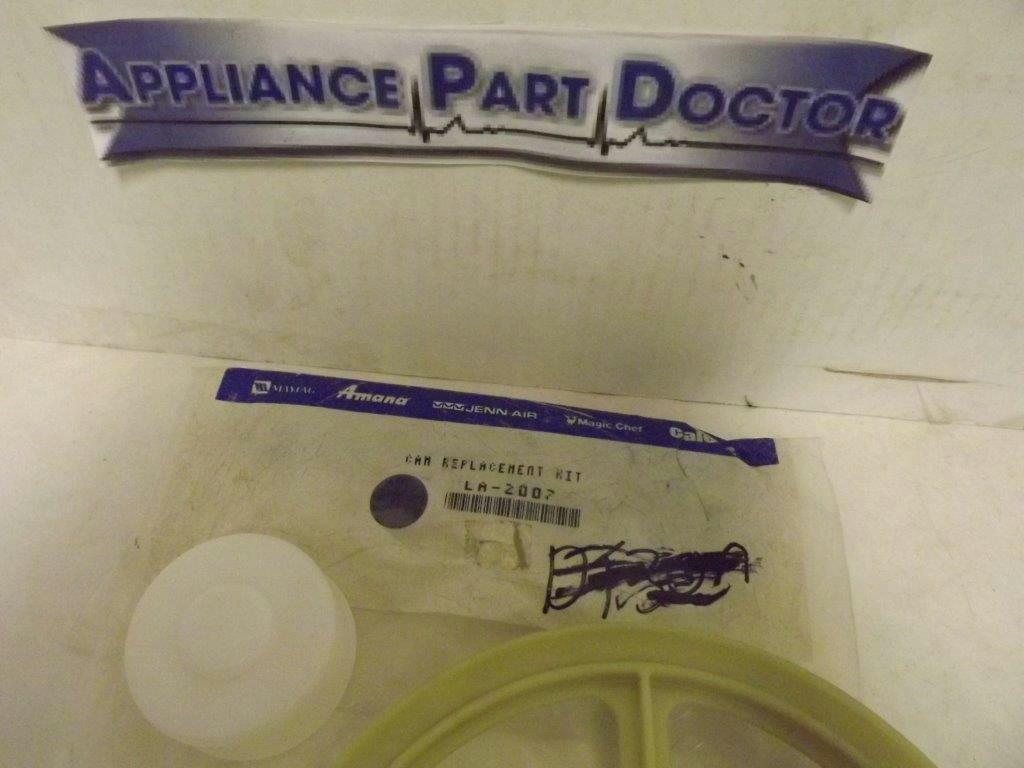 APPLIANCE PART DOCTOR
MAYTAG Amana JENN-AIR Magic Chef
CAM REPLACEMENT KIT
LA-2007